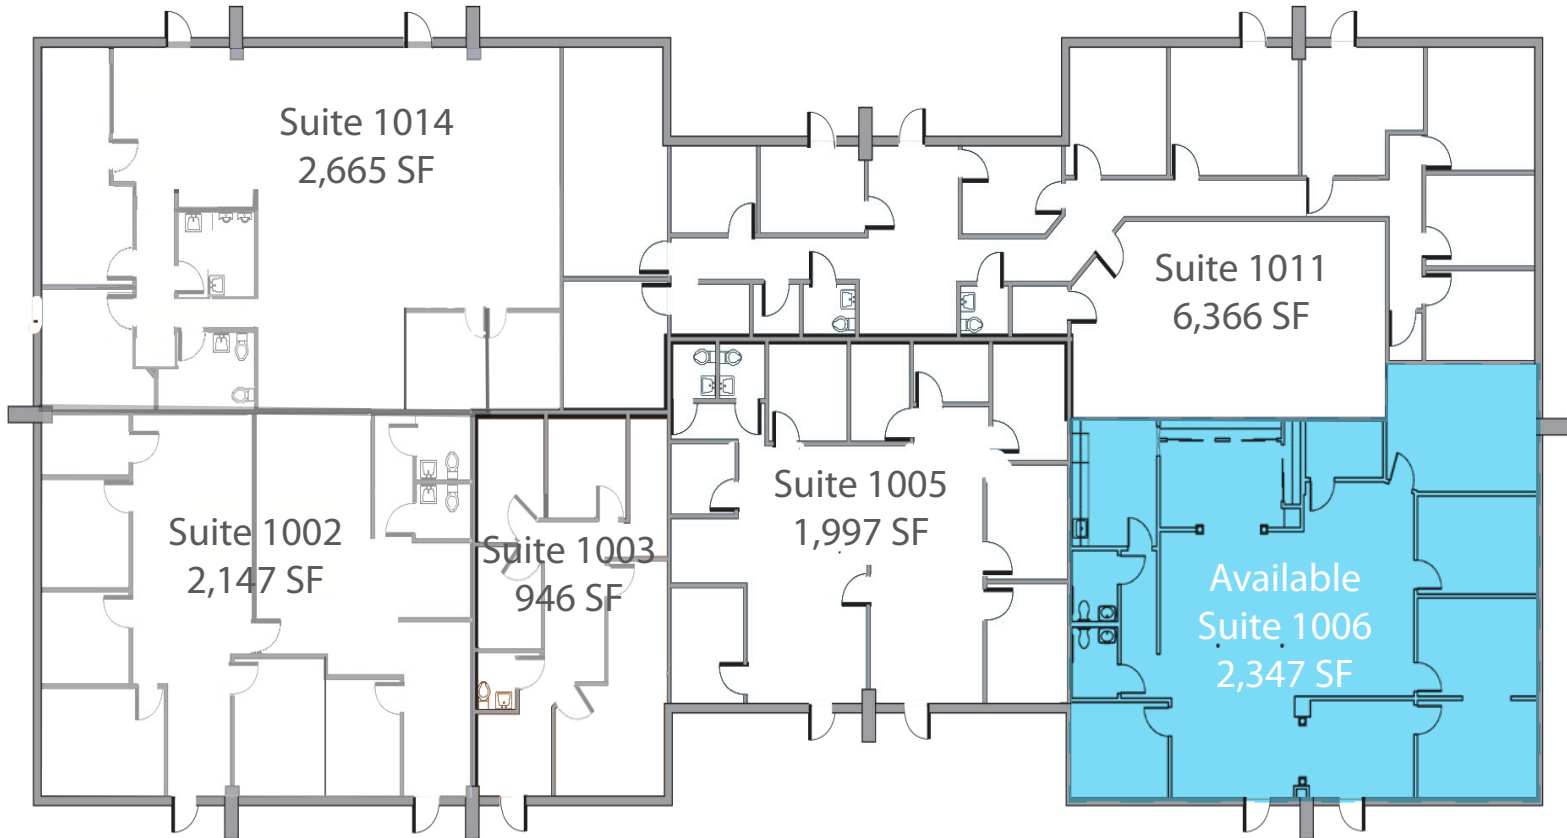 Suite 1014
2,665 SF
Suite 1011
6,366 SF
Suite 1005
1,997 SF
Suite 1002
2,147 SF
Suite 1003
946 SF
Available
Suite 1006
2,347 SF